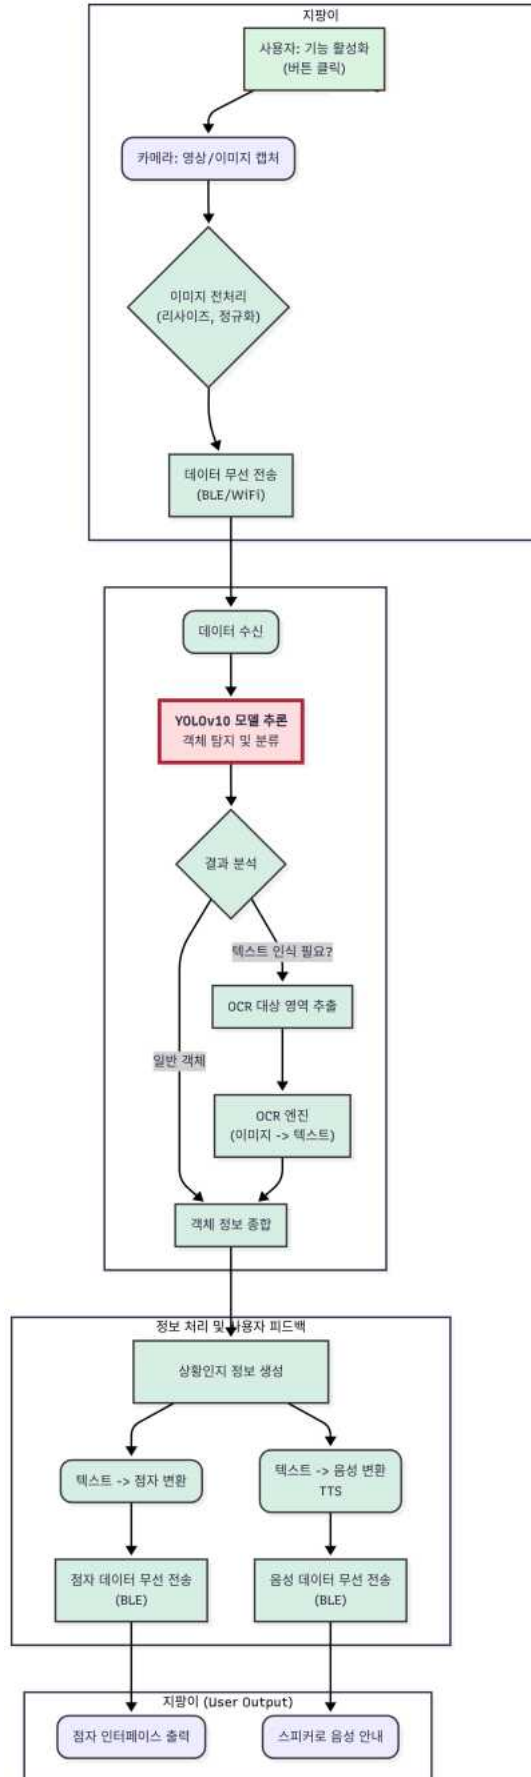 지팡이
사용자: 기능 활성화
(버튼 클릭)
카메라: 영상/이미지 캡처
이미지 전처리
(리사이즈, 정규화)
데이터 무선 전송
(BLE/WiFi)
데이터 수신
YOLOv10 모델 추론
객체 탐지 및 분류
결과 분석
텍스트 인식 필요?
OCR 대상 영역 추출
일반 객체
OCR 엔진
(이미지 -> 텍스트)
객체 정보 종합
정보 처리 및 사용자 피드백
상황인지 정보 생성
텍스트 -> 점자 변환
텍스트 -> 음성 변환
TTS
점자 데이터 무선 전송
(BLE)
음성 데이터 무선 전송
(BLE)
지팡이 (User Output)
점자 인터페이스 출력
스피커로 음성 안내